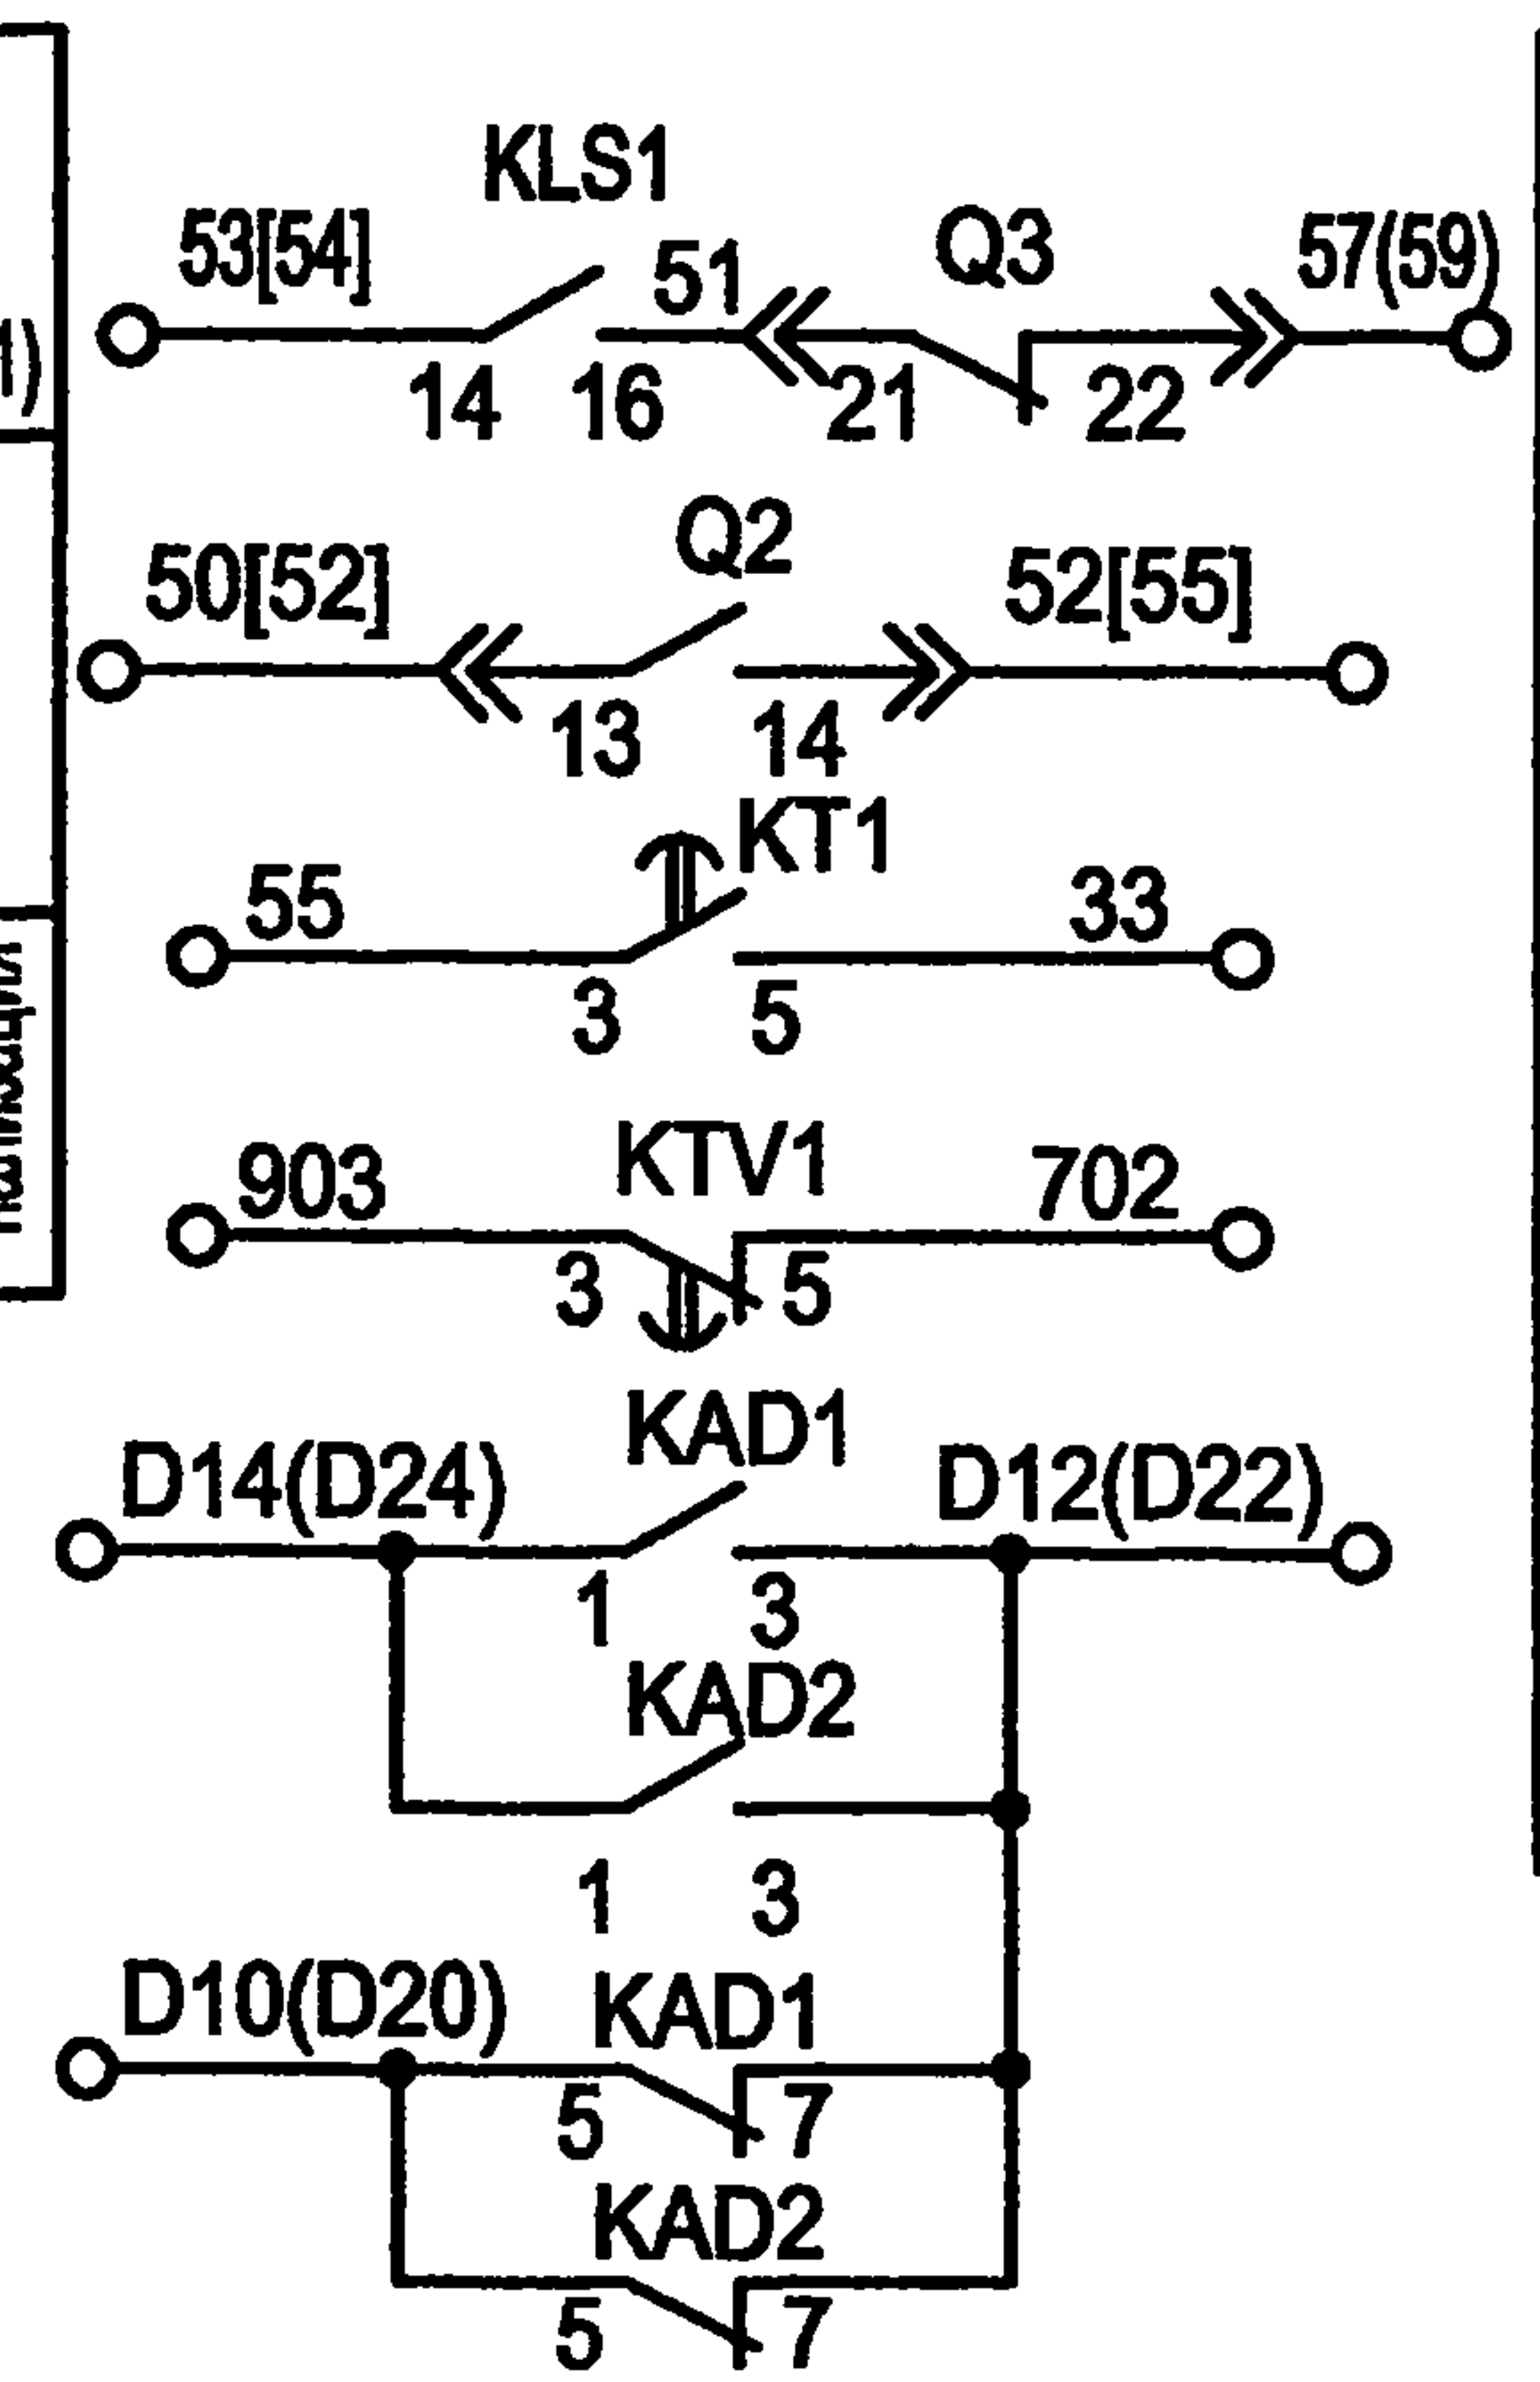 KLS1
53[54] 51 Q3 57(59)
14 16 21 22
Q2
50[52] 52[55]
13 14
KT1
55 33
3 5
KTV1
903 702
3 5
KAD1
D14(D24) D12(D22)
1 3
KAD2
1 3
D10(D20) KAD1
5 7
KAD2
5 7